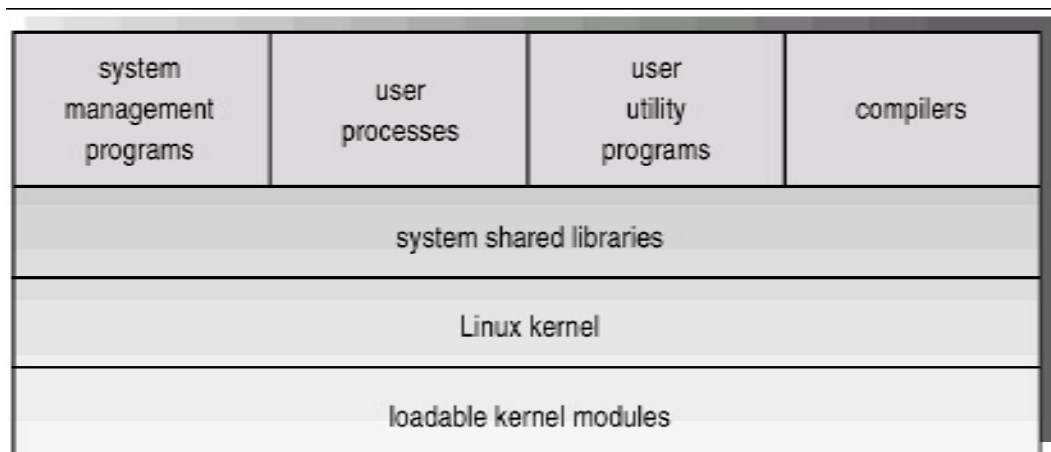 system
management
programs
user
processes
user
utility
programs
compilers
system shared libraries
Linux kernel
loadable kernel modules